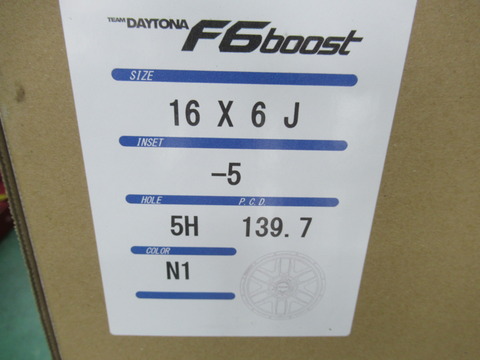 TEAM DAYTONA F6boost
SIZE
16 X 6 J
INSET
-5
HOLE P.C.D.
5H 139.7
COLOR
N1